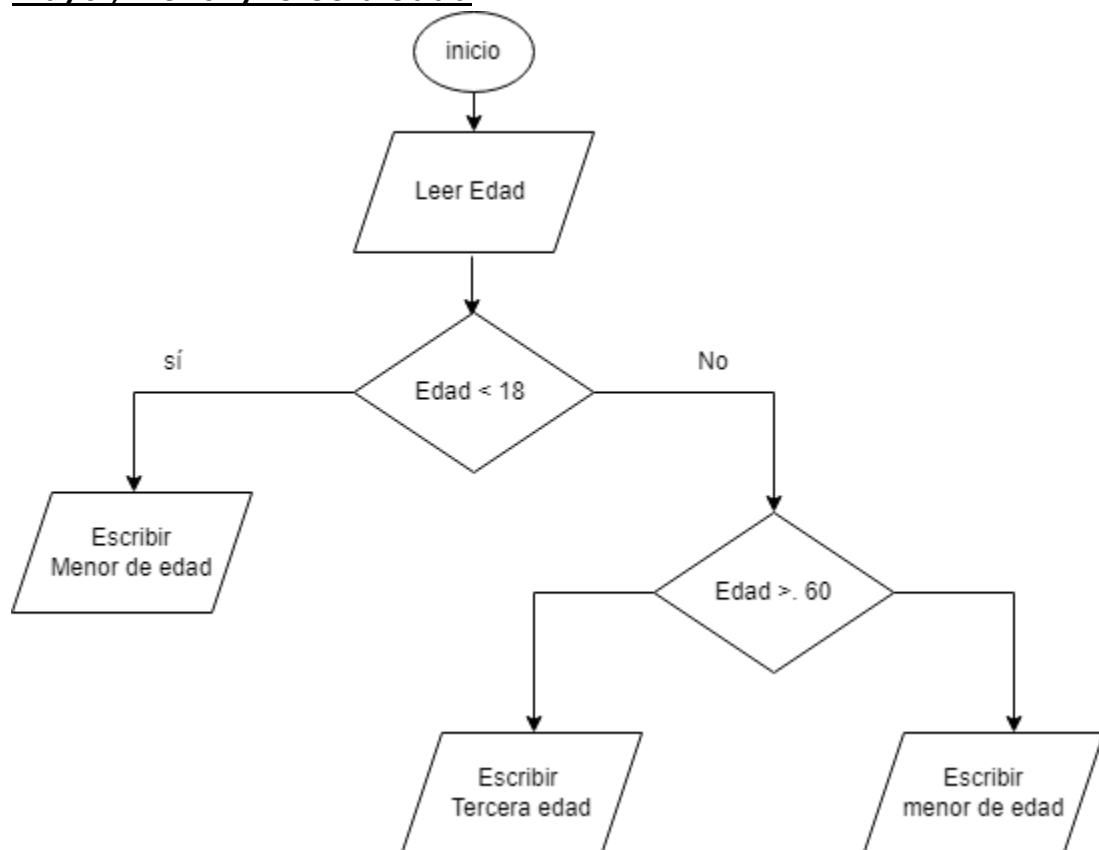 inicio
Leer Edad
sí
No
Edad < 18
Escribir
Menor de edad
Edad >. 60
Escribir
Tercera edad
Escribir
menor de edad